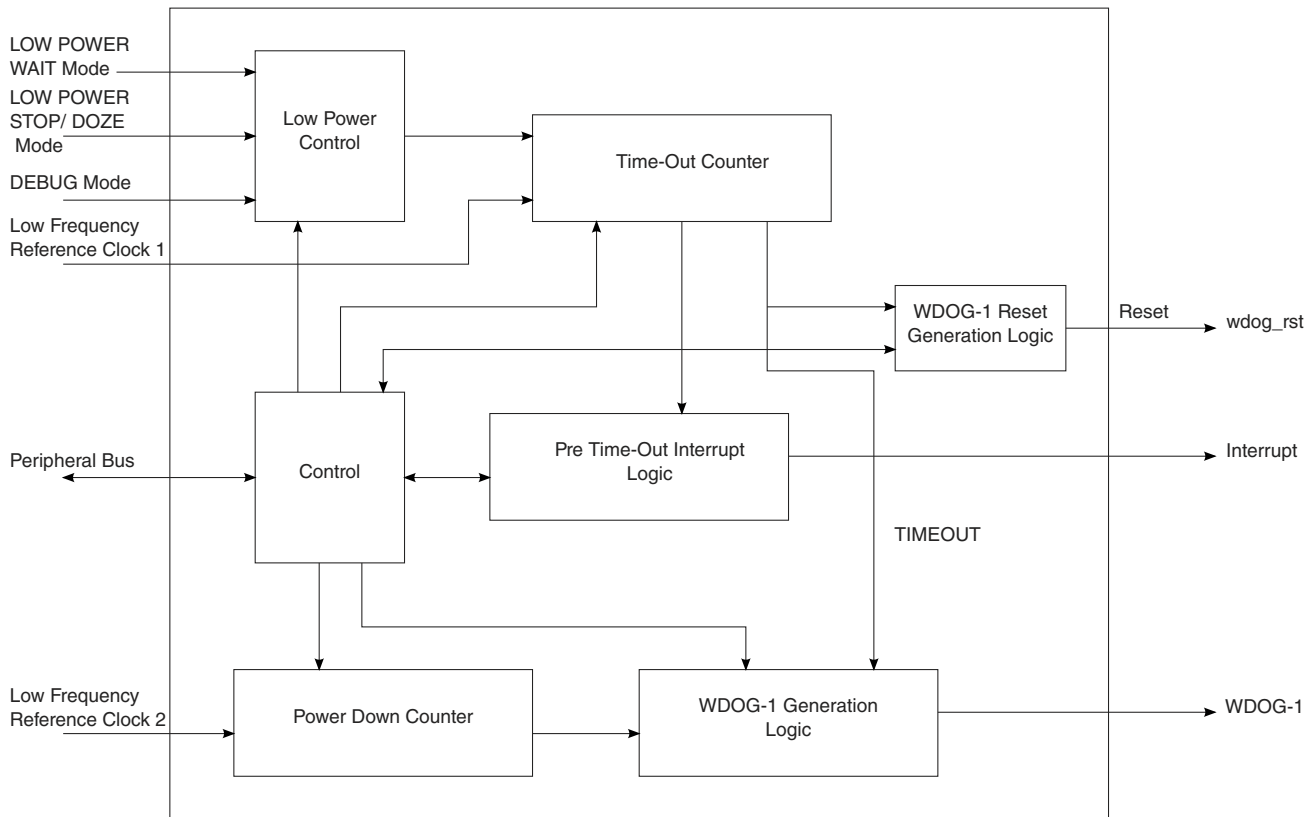 LOW POWER
WAIT Mode
LOW POWER
STOP/ DOZE
Mode
DEBUG Mode
Low Frequency
Reference Clock 1
Low Power
Control
Time-Out Counter
WDOG-1 Reset
Generation Logic
Reset
wdog_rst
Peripheral Bus
Control
Pre Time-Out Interrupt
Logic
Interrupt
TIMEOUT
Low Frequency
Reference Clock 2
Power Down Counter
WDOG-1 Generation
Logic
WDOG-1